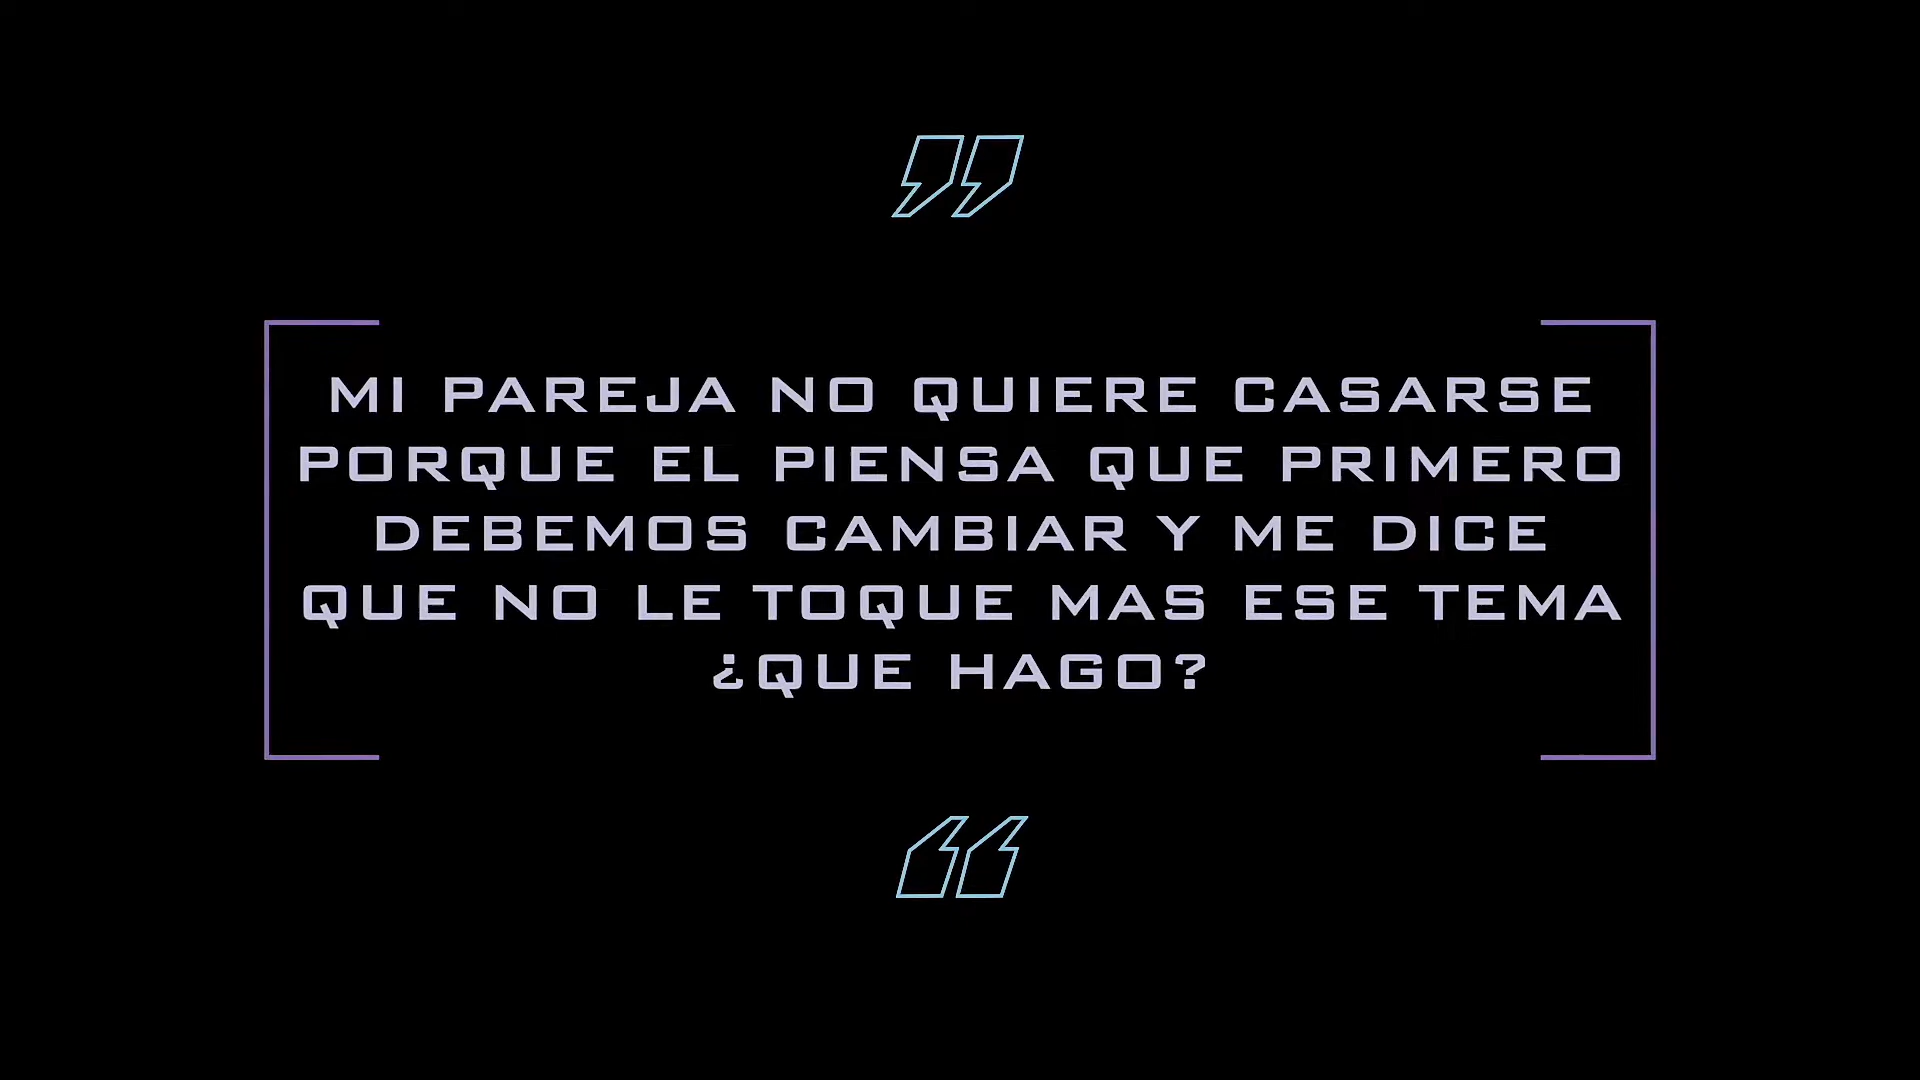 ”
MI PAREJA NO QUIERE CASARSE
PORQUE EL PIENSA QUE PRIMERO
DEBEMOS CAMBIAR Y ME DICE
QUE NO LE TOQUE MAS ESE TEMA
¿QUE HAGO?
“